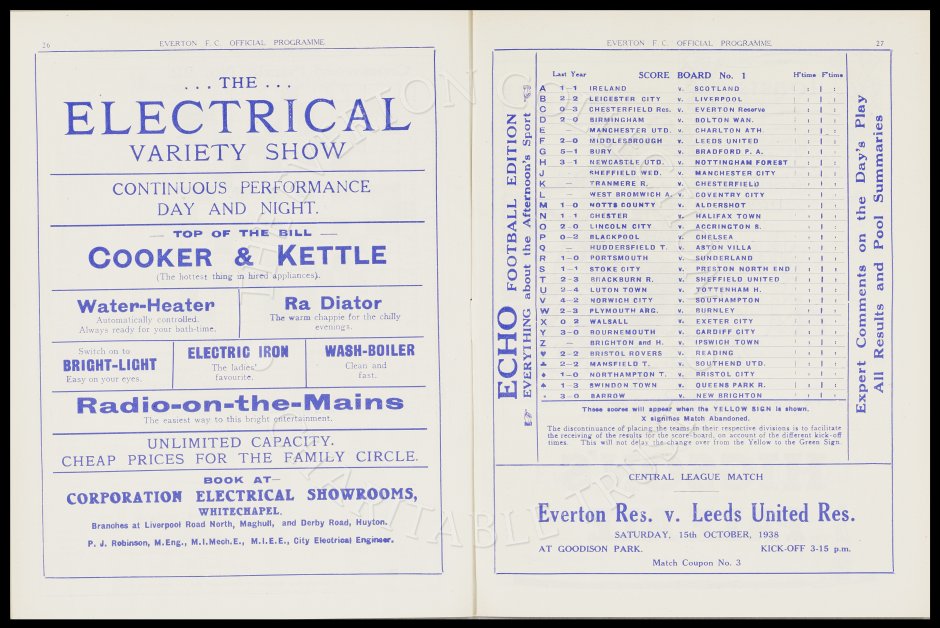 26
EVERTON F.C. OFFICIAL PROGRAMME
... THE ...
ELECTRICAL
VARIETY SHOW
CONTINUOUS PERFORMANCE
DAY AND NIGHT.
— TOP OF THE BILL —
COOKER & KETTLE
(The hottest thing in hired appliances).
Water-Heater
Automatically controlled.
Always ready for your bath-time.
Ra Diator
The warm chappie for the chilly
evenings.
Switch on to
BRIGHT-LIGHT
Easy on your eyes.
ELECTRIC IRON
The ladies'
favourite.
WASH-BOILER
Clean and
fast.
Radio-on-the-Mains
The easiest way to this bright entertainment.
UNLIMITED CAPACITY.
CHEAP PRICES FOR THE FAMILY CIRCLE.
BOOK AT—
CORPORATION ELECTRICAL SHOWROOMS,
WHITECHAPEL.
Branches at Liverpool Road North, Maghull, and Derby Road, Huyton.
P. J. Robinson, M.Eng., M.I.Mech.E., M.I.E.E., City Electrical Engineer.
EVERTON F.C. OFFICIAL PROGRAMME
27
ECHO FOOTBALL EDITION
EVERYTHING about the Afternoon's Sport
Last Year SCORE BOARD No. 1 H'time F'time
A 1—1 IRELAND v. SCOTLAND
B 2—2 LEICESTER CITY v. LIVERPOOL
C 0—3 CHESTERFIELD Res. v. EVERTON Reserve
D 2—0 BIRMINGHAM v. BOLTON WAN.
E — MANCHESTER UTD. v. CHARLTON ATH.
F 2—0 MIDDLESBROUGH v. LEEDS UNITED
G 5—1 BURY v. BRADFORD P. A.
H 3—1 NEWCASTLE UTD. v. NOTTINGHAM FOREST
J — SHEFFIELD WED. v. MANCHESTER CITY
K — TRANMERE R. v. CHESTERFIELD
L — WEST BROMWICH A. v. COVENTRY CITY
M 1—0 NOTTS COUNTY v. ALDERSHOT
N 1—1 CHESTER v. HALIFAX TOWN
O 2—0 LINCOLN CITY v. ACCRINGTON S.
P 0—2 BLACKPOOL v. CHELSEA
Q — HUDDERSFIELD T. v. ASTON VILLA
R 1—0 PORTSMOUTH v. SUNDERLAND
S 1—1 STOKE CITY v. PRESTON NORTH END
T 2—3 BLACKBURN R. v. SHEFFIELD UNITED
U 2—4 LUTON TOWN v. TOTTENHAM H.
V 4—2 NORWICH CITY v. SOUTHAMPTON
W 2—3 PLYMOUTH ARG. v. BURNLEY
X 0—2 WALSALL v. EXETER CITY
Y 3—0 BOURNEMOUTH v. CARDIFF CITY
Z — BRIGHTON and H. v. IPSWICH TOWN
♥ 2—2 BRISTOL ROVERS v. READING
♣ 2—2 MANSFIELD T. v. SOUTHEND UTD.
♦ 1—0 NORTHAMPTON T. v. BRISTOL CITY
♠ 1—3 SWINDON TOWN v. QUEENS PARK R.
3—0 BARROW v. NEW BRIGHTON
These scores will appear when the YELLOW SIGN is shown.
X signifies Match Abandoned.
The discontinuance of placing the teams in their respective divisions is to facilitate
the receiving of the results for the score-board, on account of the different kick-off
times. This will not delay the change over from the Yellow to the Green Sign.
Expert Comments on the Day's Play
All Results and Pool Summaries
CENTRAL LEAGUE MATCH
Everton Res. v. Leeds United Res.
SATURDAY, 15th OCTOBER, 1938
AT GOODISON PARK. KICK-OFF 3-15 p.m.
Match Coupon No. 3